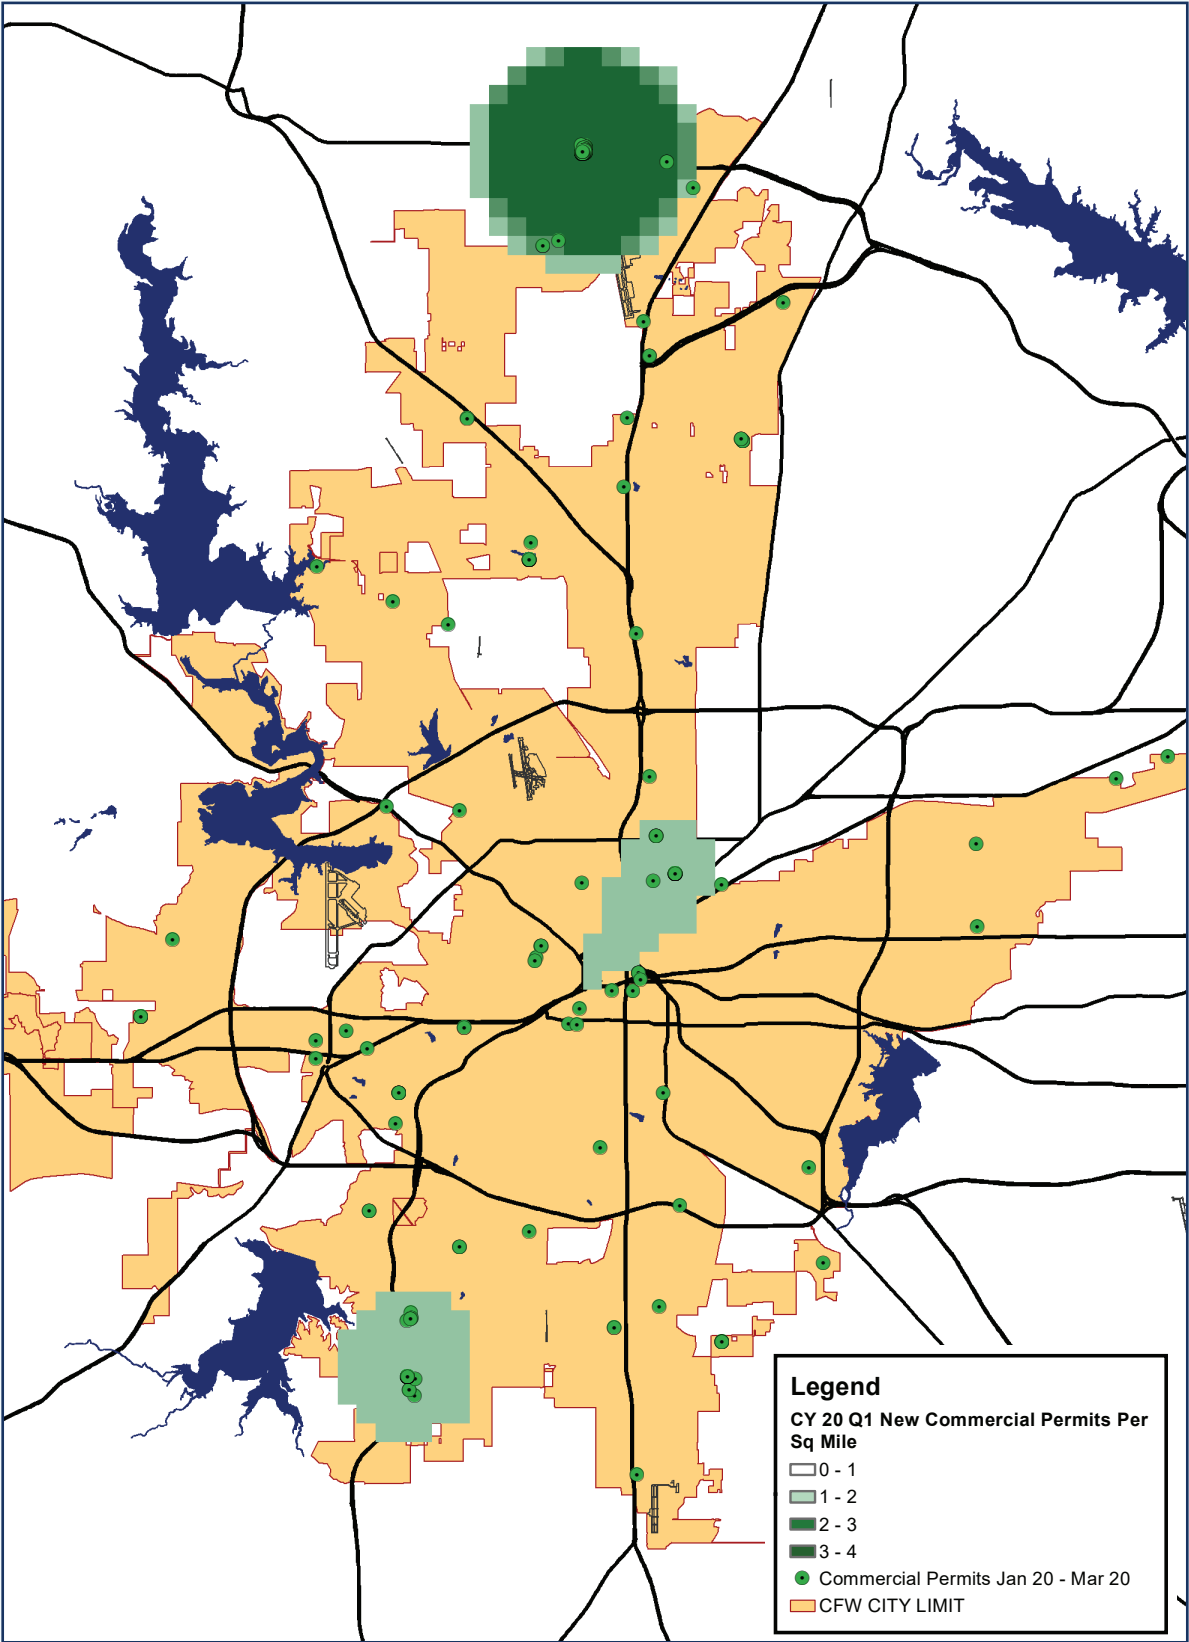 Legend
CY 20 Q1 New Commercial Permits Per
Sq Mile
0 - 1
1 - 2
2 - 3
3 - 4
Commercial Permits Jan 20 - Mar 20
CFW CITY LIMIT